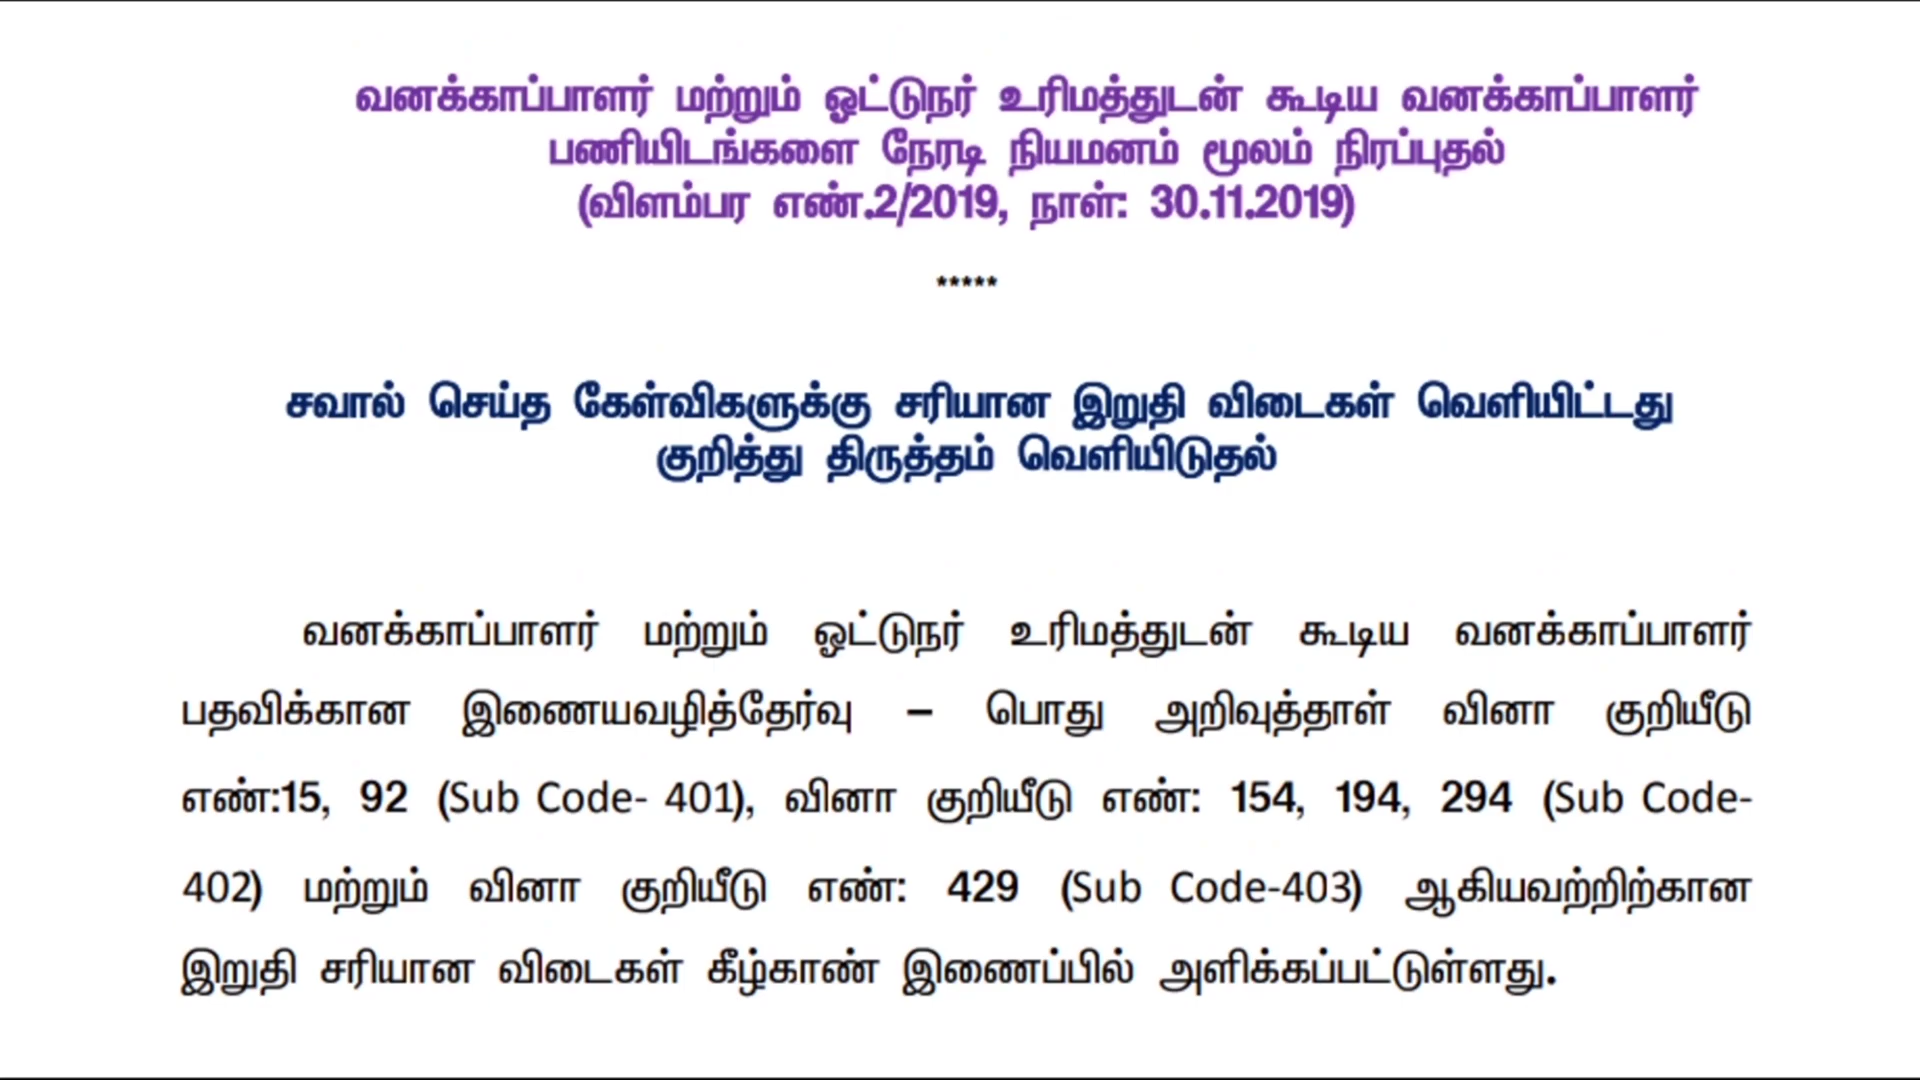 வனக்காப்பாளர் மற்றும் ஓட்டுநர் உரிமத்துடன் கூடிய வனக்காப்பாளர்
பணியிடங்களை நேரடி நியமனம் மூலம் நிரப்புதல்
(விளம்பர எண்.2/2019, நாள்: 30.11.2019)
*****
சவால் செய்த கேள்விகளுக்கு சரியான இறுதி விடைகள் வெளியிட்டது
குறித்து திருத்தம் வெளியிடுதல்
வனக்காப்பாளர் மற்றும் ஓட்டுநர் உரிமத்துடன் கூடிய வனக்காப்பாளர்
பதவிக்கான இணையவழித்தேர்வு – பொது அறிவுத்தாள் வினா குறியீடு
எண்:15, 92 (Sub Code- 401), வினா குறியீடு எண்: 154, 194, 294 (Sub Code-
402) மற்றும் வினா குறியீடு எண்: 429 (Sub Code-403) ஆகியவற்றிற்கான
இறுதி சரியான விடைகள் கீழ்காண் இணைப்பில் அளிக்கப்பட்டுள்ளது.